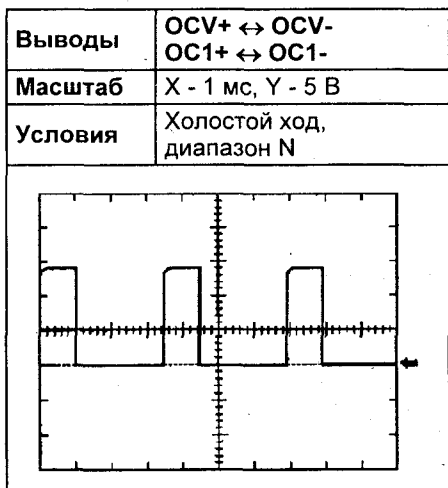 Выводы
OCV+ ↔ OCV-
OC1+ ↔ OC1-
Масштаб
X - 1 мс, Y - 5 В
Условия
Холостой ход,
диапазон N